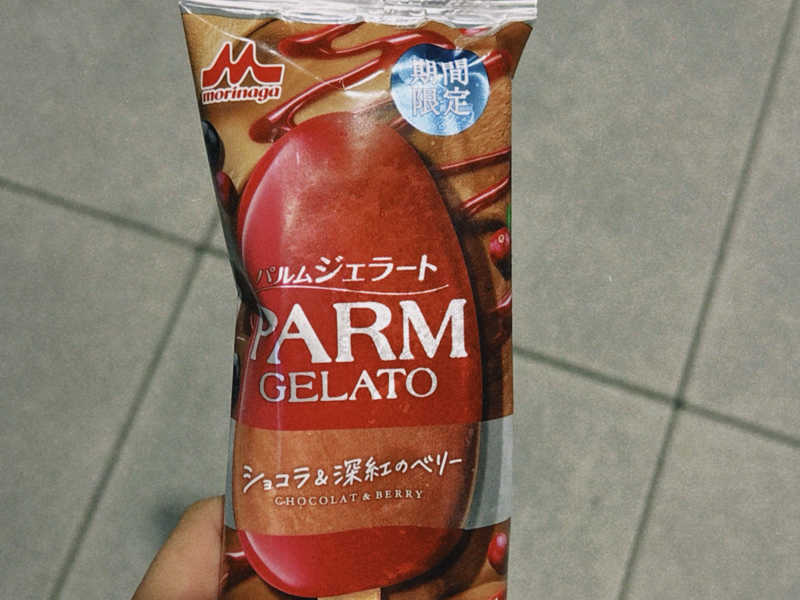 morinaga
期間
限定
パルムジェラート
PARM
GELATO
ショコラ&深紅のベリー
CHOCOLAT & BERRY